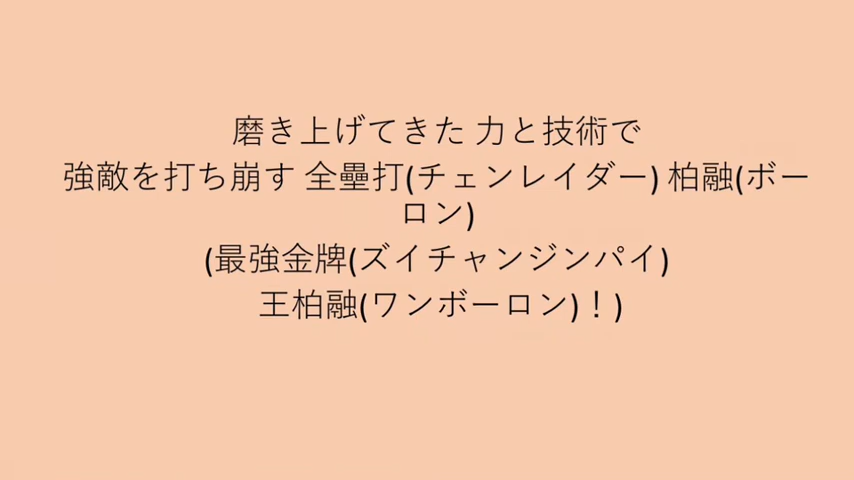 磨き上げてきた 力と技術で
強敵を打ち崩す 全壘打(チェンレイダー) 柏融(ボー
ロン)
(最強金牌(ズイチャンジンパイ)
王柏融(ワンボーロン)！)